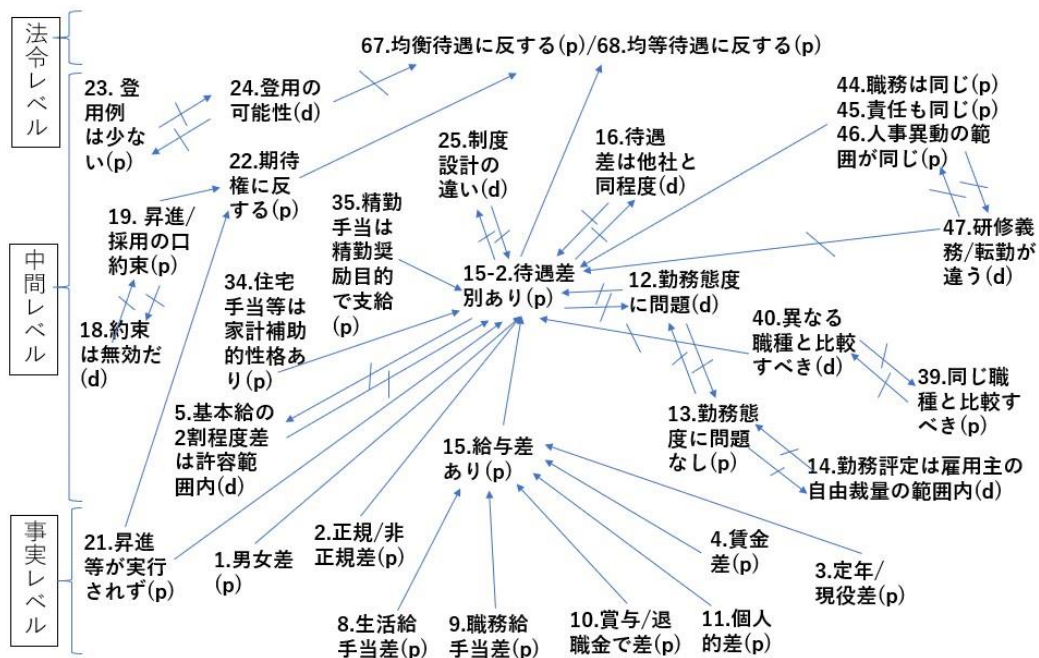 法令レベル
67.均衡待遇に反する(p)/68.均等待遇に反する(p)
中間レベル
23. 登
用例
は少な
い(p)
24.登用の
可能性(d)
22.期待
権に反
する(p)
25.制度
設計の
違い(d)
16.待遇
差は他社と
同程度(d)
44.職務は同じ(p)
45.責任も同じ(p)
46.人事異動の範
囲が同じ(p)
19. 昇進/
採用の口
約束(p)
35.精勤
手当は
精勤奨
励目的
で支給
(p)
47.研修義
務/転勤が
違う(d)
34.住宅
手当等は
家計補助
的性格あ
り(p)
15-2.待遇差
別あり(p)
12.勤務態度
に問題(d)
18.約束
は無効だ
(d)
40.異なる
職種と比較
すべき(d)
39.同じ職
種と比較す
べき(p)
5.基本給の
2割程度差
は許容範
囲内(d)
15.給与差
あり(p)
13.勤務態
度に問題
なし(p)
14.勤務評定は雇用主の
自由裁量の範囲内(d)
事実レベル
21.昇進
等が実行
されず(p)
1.男女差
(p)
2.正規/非
正規差(p)
4.賃金
差(p)
3.定年/
現役差(p)
8.生活給
手当差(p)
9.職務給
手当差(p)
10.賞与/退
職金で差(p)
11.個人
的差(p)